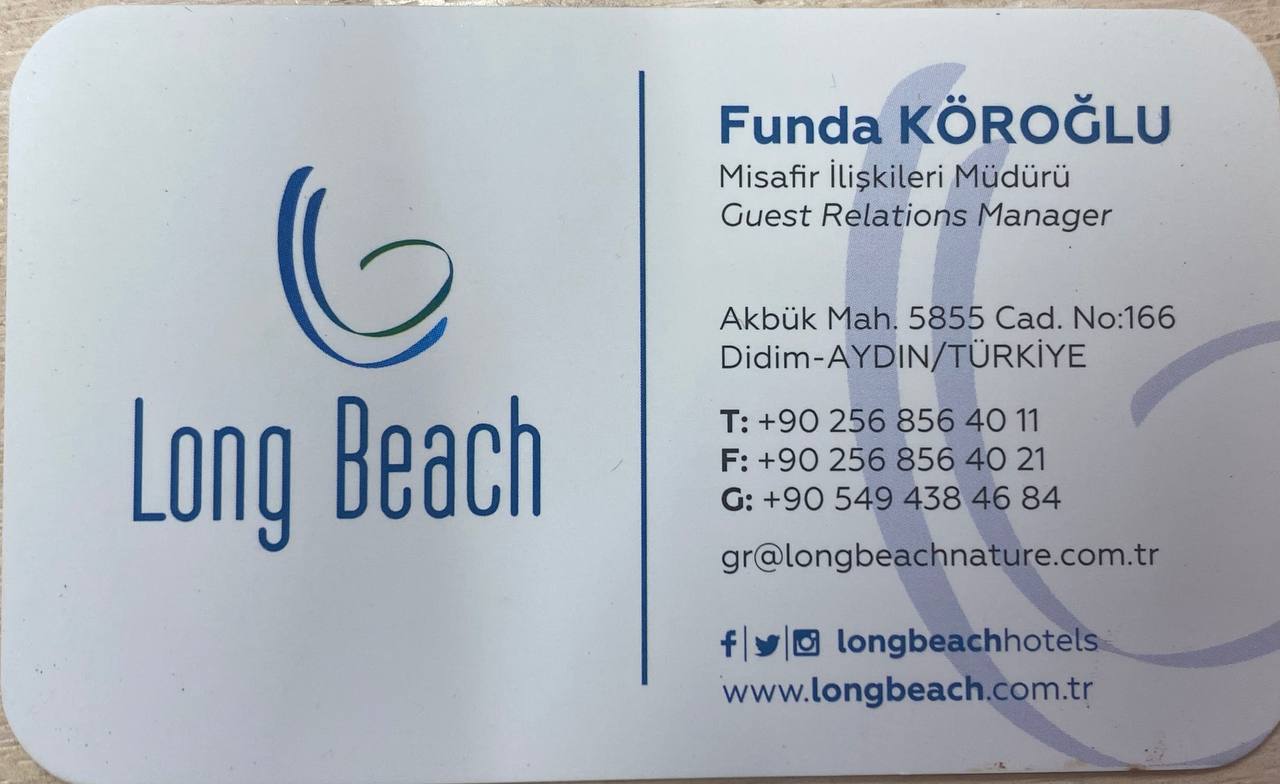 Long Beach
Funda KÖROĞLU
Misafir İlişkileri Müdürü
Guest Relations Manager
Akbük Mah. 5855 Cad. No:166
Didim-AYDIN/TÜRKİYE
T: +90 256 856 40 11
F: +90 256 856 40 21
G: +90 549 438 46 84
gr@longbeachnature.com.tr
longbeachhotels
www.longbeach.com.tr